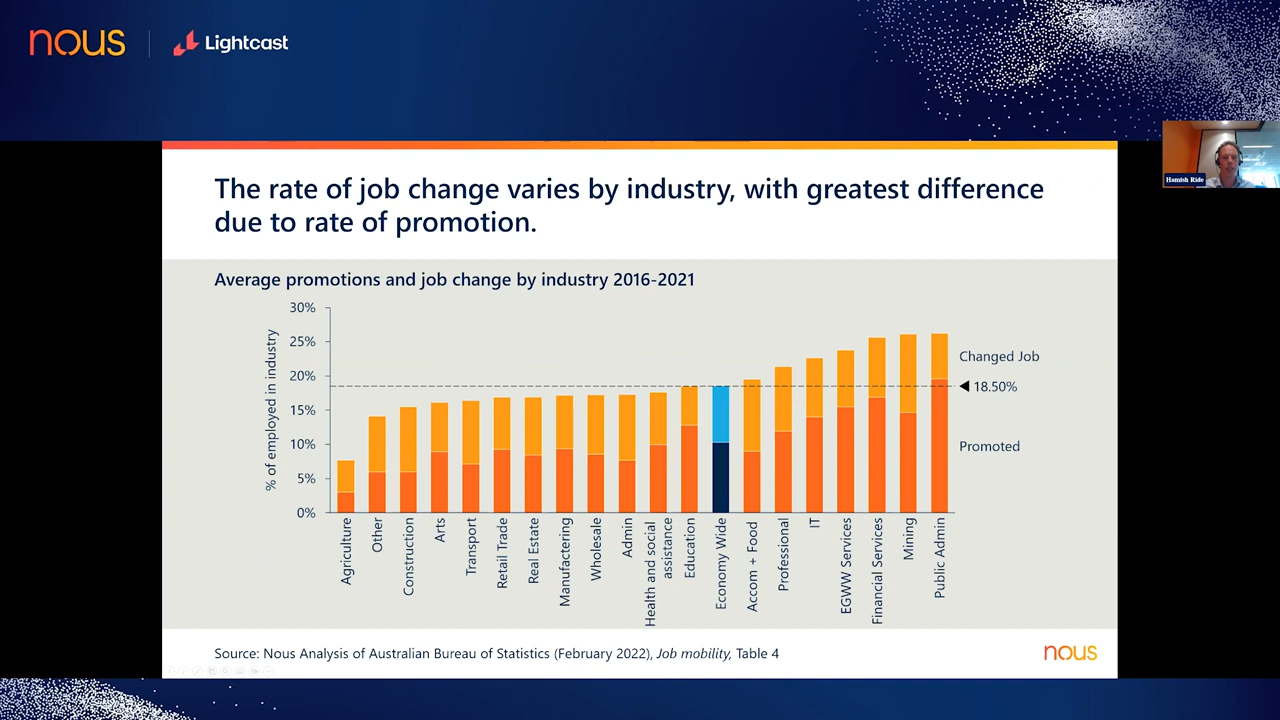 nous
Lightcast
Hamish Ride
The rate of job change varies by industry, with greatest difference
due to rate of promotion.
Average promotions and job change by industry 2016-2021
% of employed in industry
30%
25%
20%
15%
10%
5%
0%
Changed Job
18.50%
Promoted
Agriculture
Other
Construction
Arts
Transport
Retail Trade
Real Estate
Manufactering
Wholesale
Admin
Health and social
assistance
Education
Economy Wide
Accom + Food
Professional
IT
EGWW Services
Financial Services
Mining
Public Admin
Source: Nous Analysis of Australian Bureau of Statistics (February 2022), Job mobility, Table 4
nous